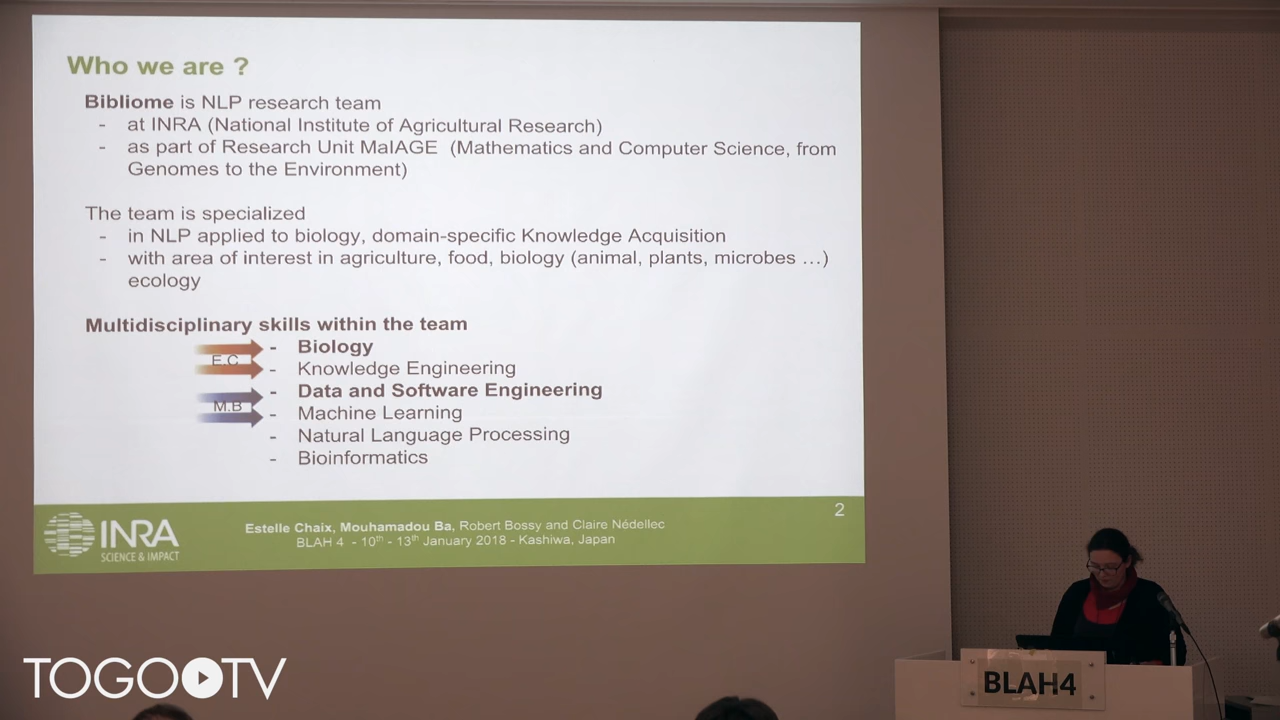 Who we are ?
Bibliome is NLP research team
- at INRA (National Institute of Agricultural Research)
- as part of Research Unit MaIAGE (Mathematics and Computer Science, from
Genomes to the Environment)
The team is specialized
- in NLP applied to biology, domain-specific Knowledge Acquisition
- with area of interest in agriculture, food, biology (animal, plants, microbes ...)
ecology
Multidisciplinary skills within the team
- Biology
E.C
- Knowledge Engineering
- Data and Software Engineering
M.B
- Machine Learning
- Natural Language Processing
- Bioinformatics
2
INRA
SCIENCE & IMPACT
Estelle Chaix, Mouhamadou Ba, Robert Bossy and Claire Nédellec
BLAH 4 - 10th - 13th January 2018 - Kashiwa, Japan
TOGOTV
BLAH4